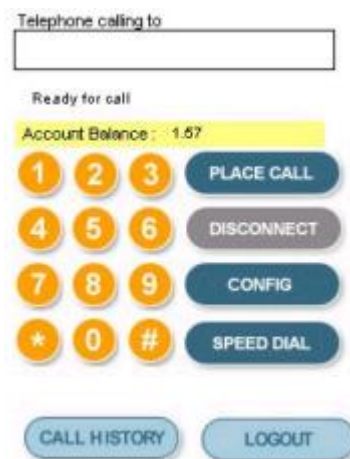 Telephone calling to
Ready for call
Account Balance : 1.57
1 2 3 PLACE CALL
4 5 6 DISCONNECT
7 8 9 CONFIG
* 0 # SPEED DIAL
CALL HISTORY LOGOUT